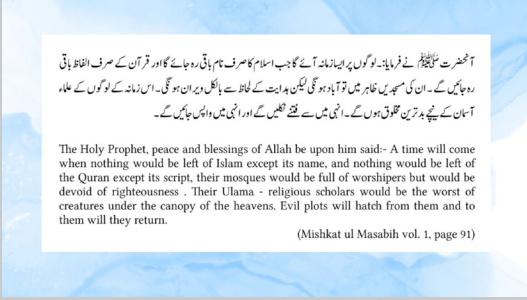 آنحضرت ﷺ نے فرمایا:۔ لوگوں پر ایسا زمانہ آئے گا جب اسلام کا صرف نام باقی رہ جائے گا اور قرآن کے صرف الفاظ باقی
رہ جائیں گے۔ ان کی مسجدیں ظاہر میں تو آباد ہونگی لیکن ہدایت کے لحاظ سے بالکل ویران ہونگی۔ اس زمانہ کے لوگوں کے علماء
آسمان کے نیچے بدترین مخلوق ہوں گے۔ انہی میں سے فتنے نکلیں گے اور انہی میں واپس جائیں گے۔
The Holy Prophet, peace and blessings of Allah be upon him said:- A time will come
when nothing would be left of Islam except its name, and nothing would be left of
the Quran except its script, their mosques would be full of worshipers but would be
devoid of righteousness . Their Ulama - religious scholars would be the worst of
creatures under the canopy of the heavens. Evil plots will hatch from them and to
them will they return.
(Mishkat ul Masabih vol. 1, page 91)